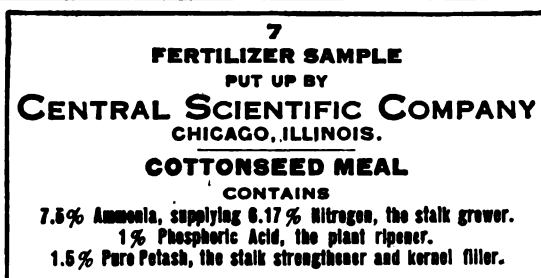 7
FERTILIZER SAMPLE
PUT UP BY
CENTRAL SCIENTIFIC COMPANY
CHICAGO, ILLINOIS.
COTTONSEED MEAL
CONTAINS
7.5% Ammonia, supplying 6.17% Nitrogen, the stalk grower.
1% Phosphoric Acid, the plant ripener.
1.5% Pure Potash, the stalk strengthener and kernel filler.